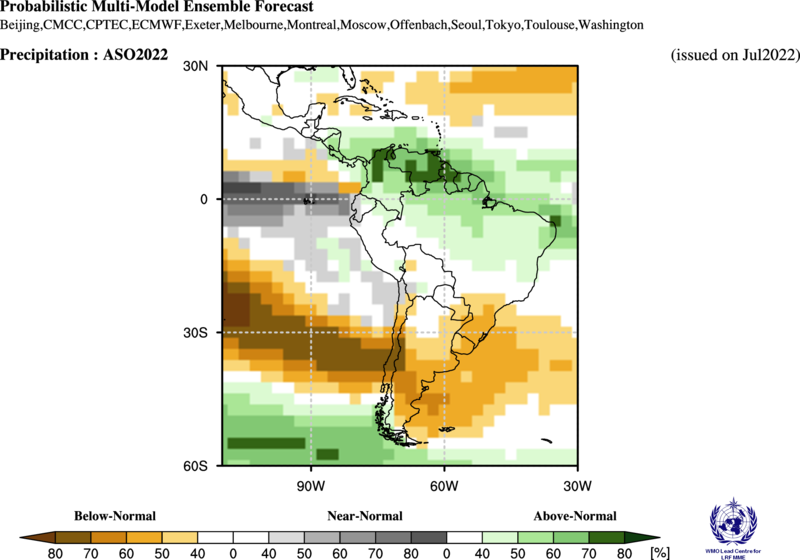 Probabilistic Multi-Model Ensemble Forecast
Beijing,CMCC,CPTEC,ECMWF,Exeter,Melbourne,Montreal,Moscow,Offenbach,Seoul,Tokyo,Toulouse,Washington
Precipitation : ASO2022 (issued on Jul2022)
30N
0
30S
60S
90W 60W 30W
Below-Normal Near-Normal Above-Normal
80 70 60 50 40 0 40 50 60 70 80 0 40 50 60 70 80 [%]
WMO Lead Centre for
LRF MME